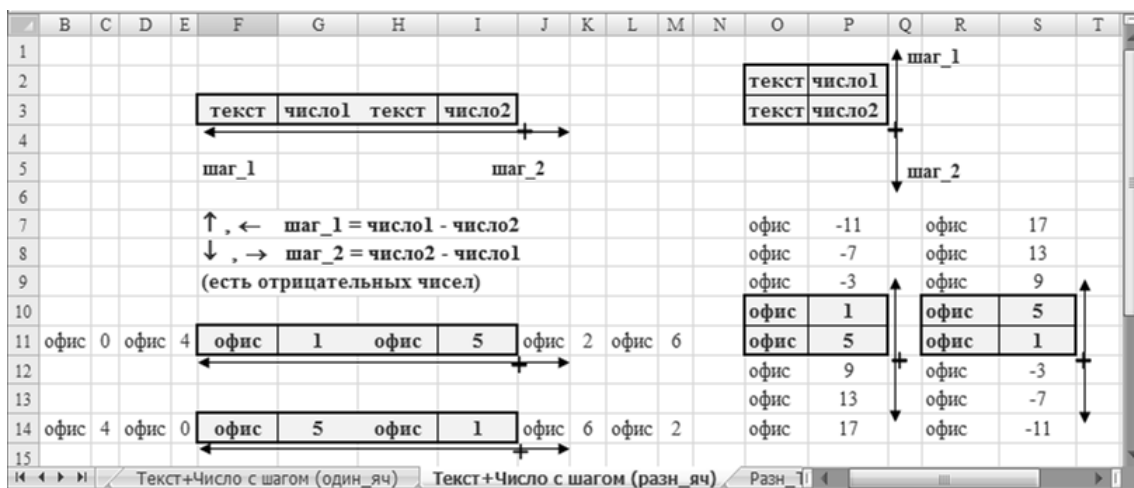 B C D E F G H I J K L M N O P Q R S T
1 шаг_1
2 текст число1
3 текст число1 текст число2 текст число2
4
5 шаг_1 шаг_2 шаг_2
6
7 ↑ , ← шаг_1 = число1 - число2 офис -11 офис 17
8 ↓ , → шаг_2 = число2 - число1 офис -7 офис 13
9 (есть отрицательных чисел) офис -3 офис 9
10 офис 1 офис 5
11 офис 0 офис 4 офис 1 офис 5 офис 2 офис 6 офис 5 офис 1
12 офис 9 офис -3
13 офис 13 офис -7
14 офис 4 офис 0 офис 5 офис 1 офис 6 офис 2 офис 17 офис -11
15
Текст+Число с шагом (один_яч) Текст+Число с шагом (разн_яч) Разн_